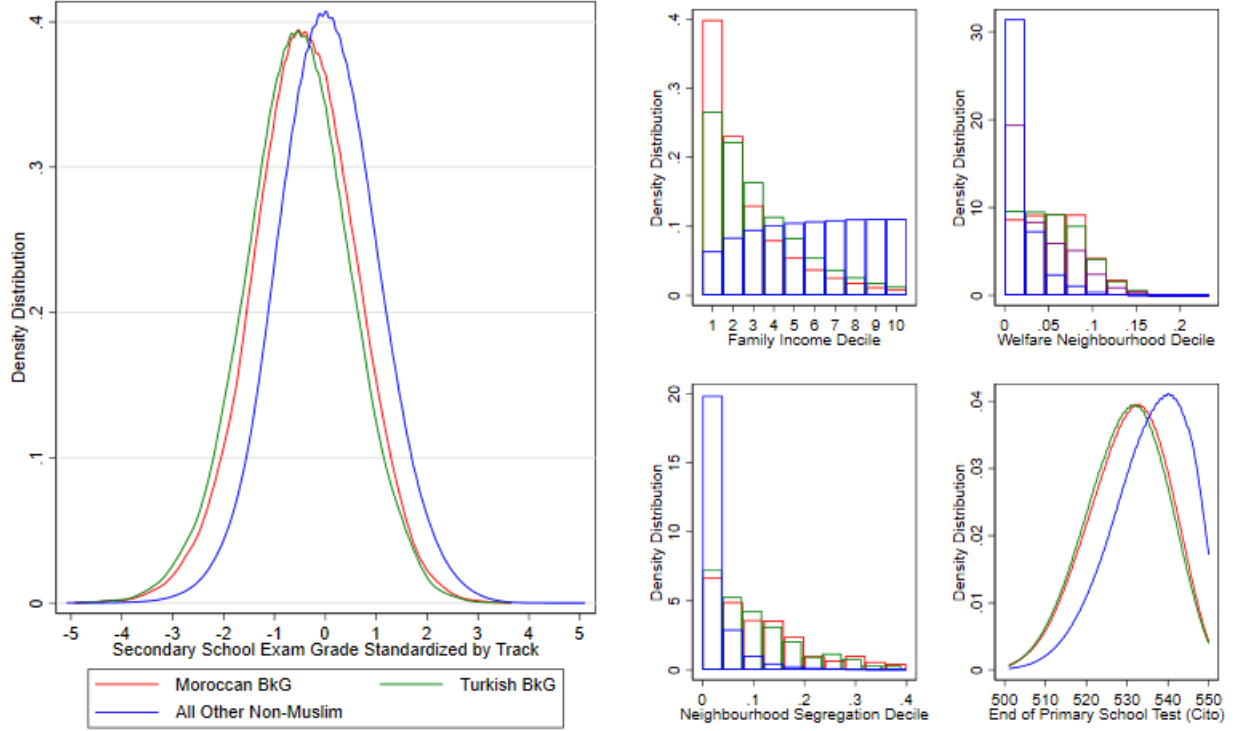 Density Distribution
.4
.3
.2
.1
0
-5 -4 -3 -2 -1 0 1 2 3 4 5
Secondary School Exam Grade Standardized by Track
Moroccan BkG Turkish BkG
All Other Non-Muslim
Density Distribution
.4
.3
.2
.1
0
1 2 3 4 5 6 7 8 9 10
Family Income Decile
Density Distribution
30
20
10
0
0 .05 .1 .15 .2
Welfare Neighbourhood Decile
Density Distribution
20
15
10
5
0
0 .1 .2 .3 .4
Neighbourhood Segregation Decile
Density Distribution
.04
.03
.02
.01
0
501 510 520 530 540 550
End of Primary School Test (Cito)